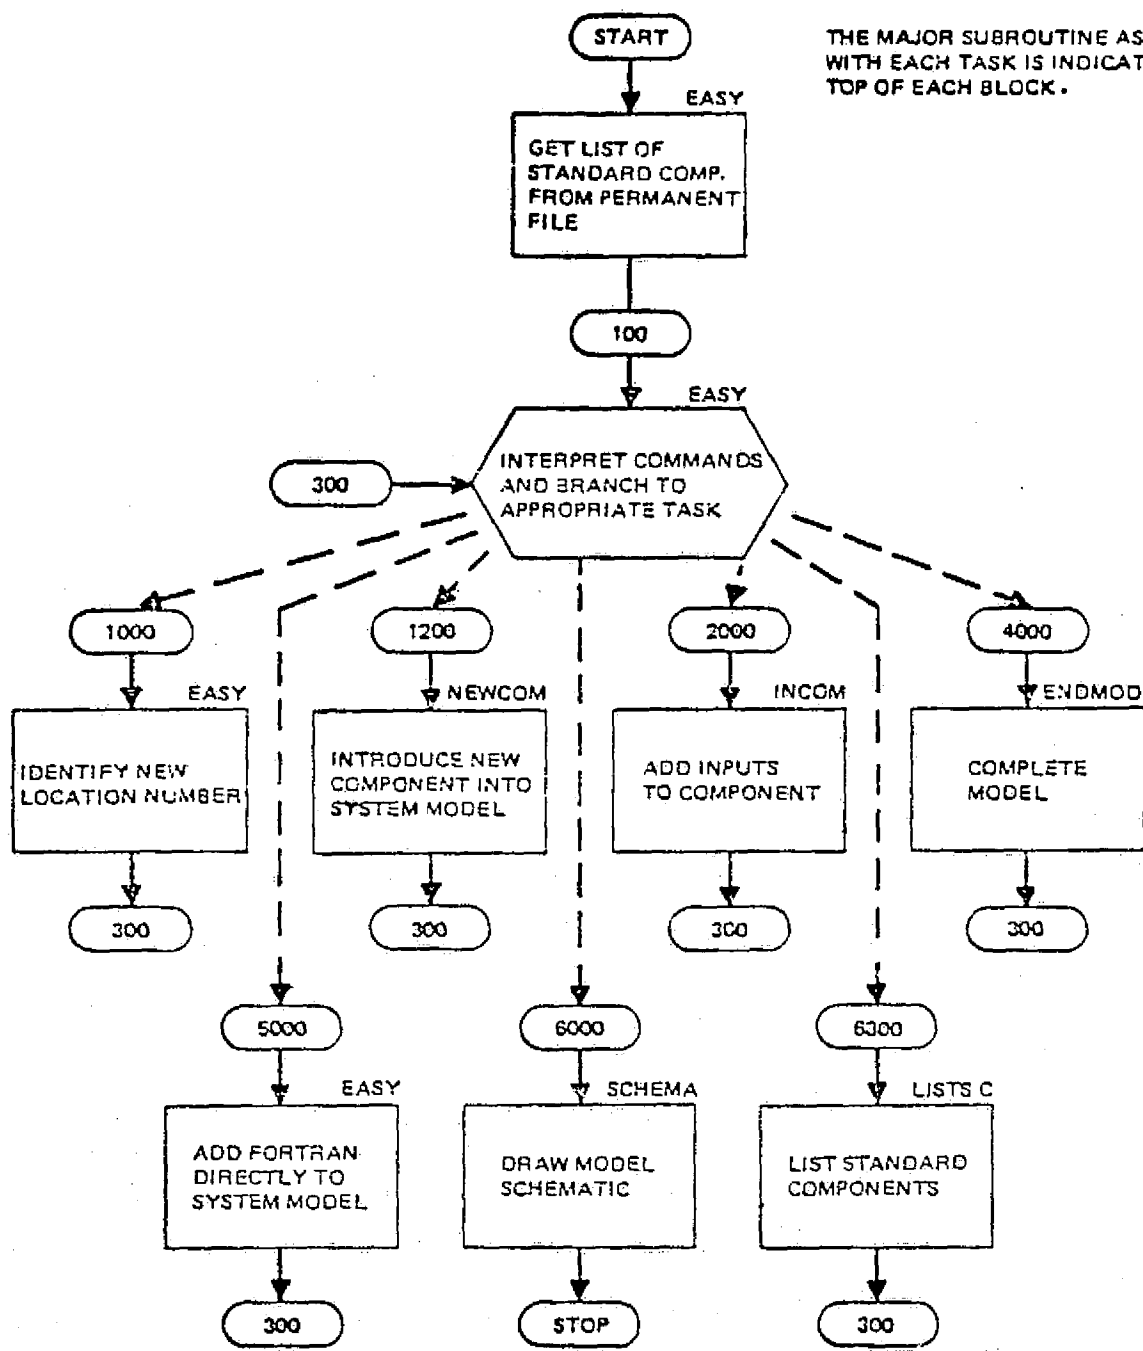 START
THE MAJOR SUBROUTINE AS
WITH EACH TASK IS INDICAT
TOP OF EACH BLOCK.
EASY
GET LIST OF
STANDARD COMP.
FROM PERMANENT
FILE
100
EASY
INTERPRET COMMANDS
AND BRANCH TO
APPROPRIATE TASK
300
1000
1200
2000
4000
EASY
NEWCOM
INCOM
ENDMOD
IDENTIFY NEW
LOCATION NUMBER
INTRODUCE NEW
COMPONENT INTO
SYSTEM MODEL
ADD INPUTS
TO COMPONENT
COMPLETE
MODEL
300
300
300
300
5000
6000
6300
EASY
SCHEMA
LISTS C
ADD FORTRAN
DIRECTLY TO
SYSTEM MODEL
DRAW MODEL
SCHEMATIC
LIST STANDARD
COMPONENTS
300
STOP
300